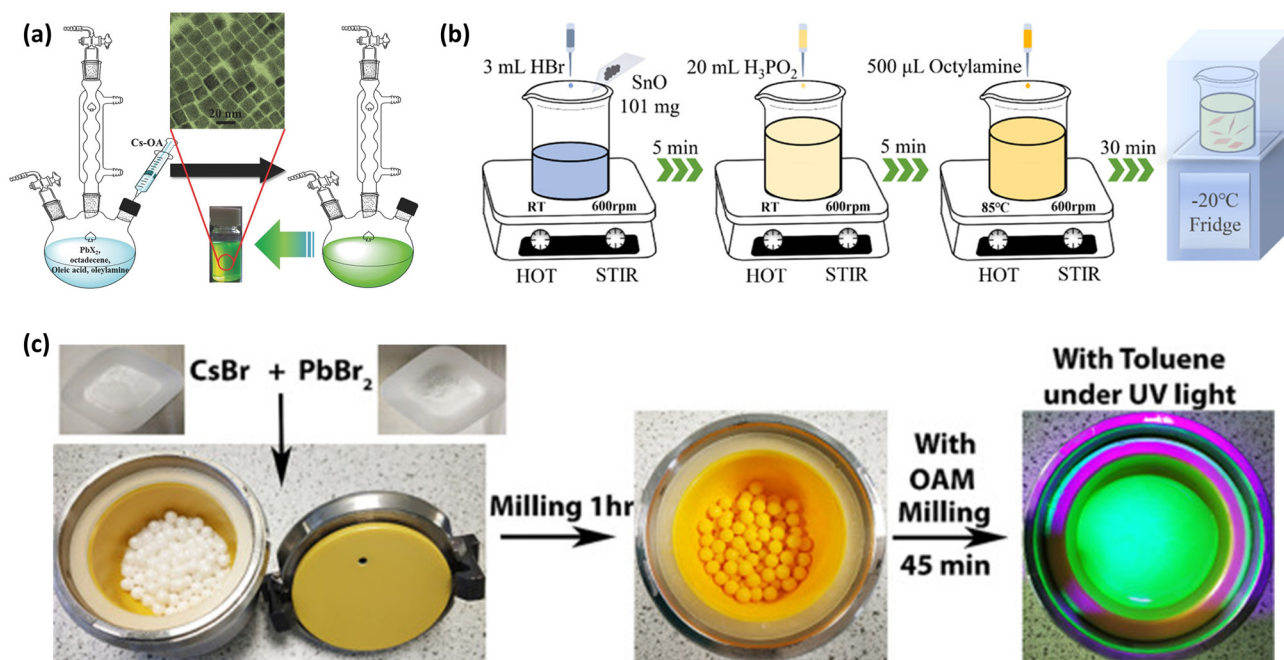 (a)
20 nm
Cs-OA
PbX₂,
octadecene,
Oleic acid, oleylamine
(b)
3 mL HBr
SnO
101 mg
RT 600rpm
HOT STIR
5 min
20 mL H₃PO₂
RT 600rpm
HOT STIR
5 min
500 μL Octylamine
85℃ 600rpm
HOT STIR
30 min
-20℃
Fridge
(c)
CsBr + PbBr₂
Milling 1hr
With
OAM
Milling
45 min
With Toluene
under UV light